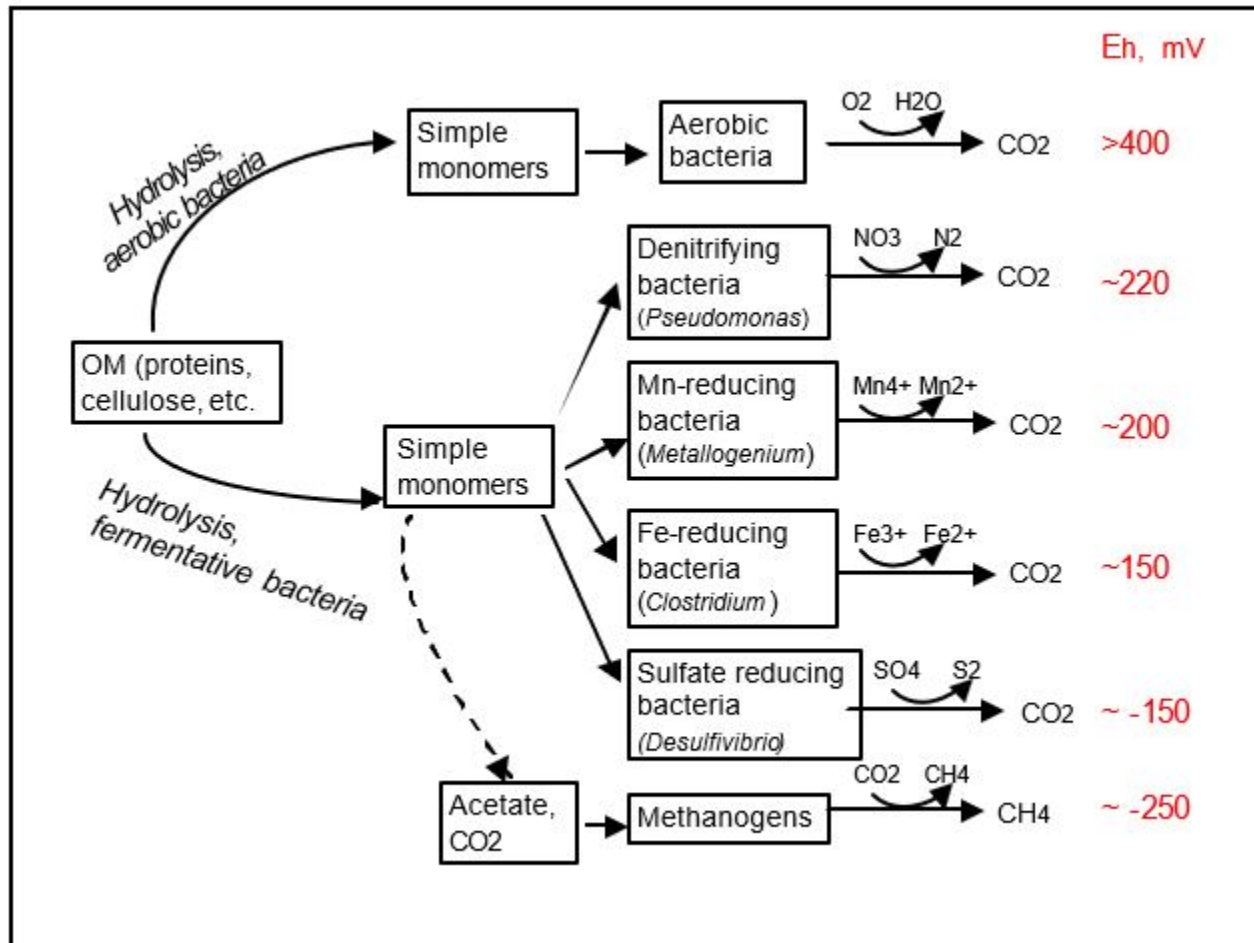 Eh, mV
Simple
monomers
Aerobic
bacteria
O2 H2O
CO2
>400
Hydrolysis,
aerobic bacteria
Denitrifying
bacteria
(Pseudomonas)
NO3 N2
CO2
~220
OM (proteins,
cellulose, etc.
Mn-reducing
bacteria
(Metallogenium)
Mn4+ Mn2+
CO2
~200
Simple
monomers
Hydrolysis,
fermentative bacteria
Fe-reducing
bacteria
(Clostridium )
Fe3+ Fe2+
CO2
~150
Sulfate reducing
bacteria
(Desulfivibrio)
SO4 S2
CO2
~ -150
Acetate,
CO2
Methanogens
CO2 CH4
CH4
~ -250